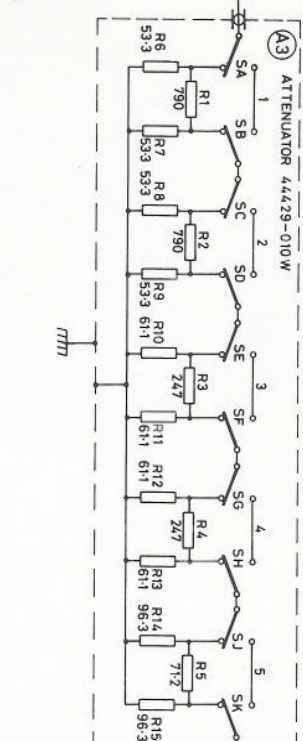 A3
ATTENUATOR 44429-010W
SA
1
SB
SC
2
SD
SE
3
SF
SG
4
SH
SJ
5
SK
R1
790
R2
790
R3
247
R4
247
R5
71·2
R6
53·3
R7
53·3
R8
53·3
R9
53·3
R10
61·1
R11
61·1
R12
61·1
R13
61·1
R14
96·3
R15
96·3